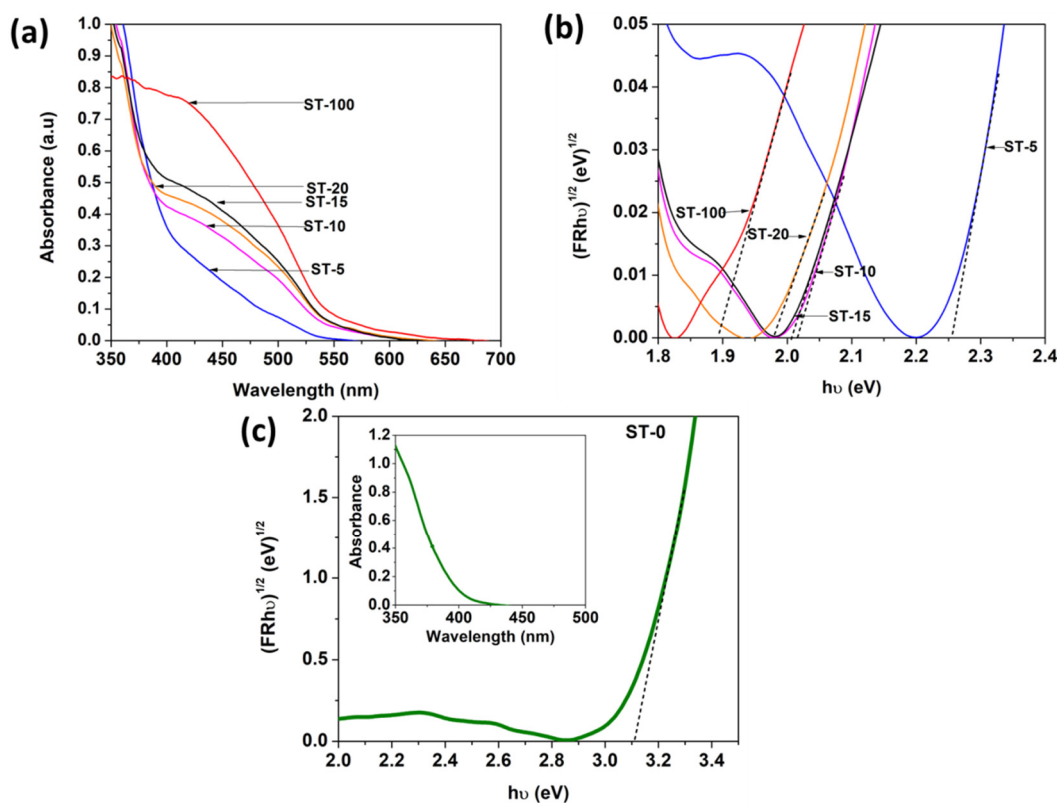 (a)
1.0
0.9
0.8
0.7
0.6
0.5
0.4
0.3
0.2
0.1
0.0
Absorbance (a.u)
ST-100
ST-20
ST-15
ST-10
ST-5
350 400 450 500 550 600 650 700
Wavelength (nm)
(b)
0.05
0.04
0.03
0.02
0.01
0.00
(FRhυ)^1/2 (eV)^1/2
ST-5
ST-100
ST-20
ST-10
ST-15
1.8 1.9 2.0 2.1 2.2 2.3 2.4
hυ (eV)
(c)
ST-0
2.0
1.5
1.0
0.5
0.0
(FRhυ)^1/2 (eV)^1/2
1.2
1.0
0.8
0.6
0.4
0.2
0.0
Absorbance
350 400 450 500
Wavelength (nm)
2.0 2.2 2.4 2.6 2.8 3.0 3.2 3.4
hυ (eV)